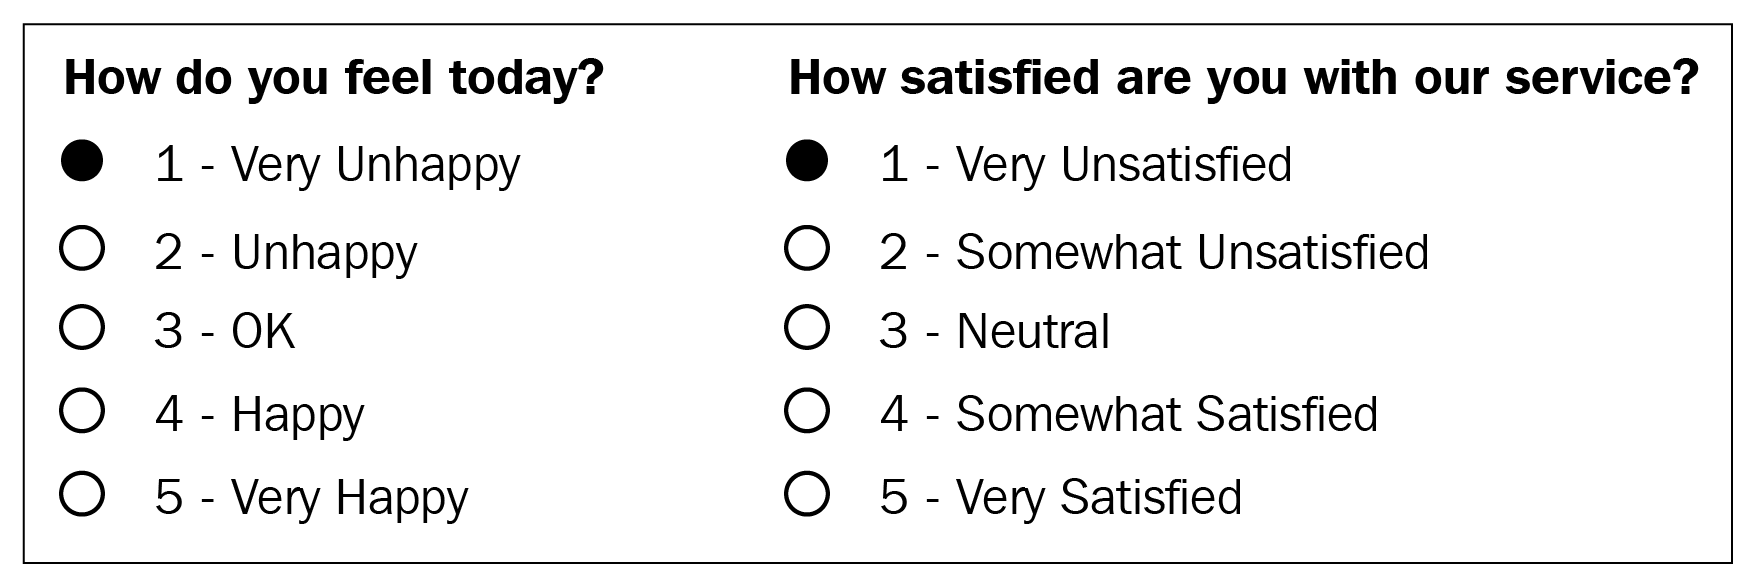 How do you feel today?
1 - Very Unhappy
2 - Unhappy
3 - OK
4 - Happy
5 - Very Happy
How satisfied are you with our service?
1 - Very Unsatisfied
2 - Somewhat Unsatisfied
3 - Neutral
4 - Somewhat Satisfied
5 - Very Satisfied